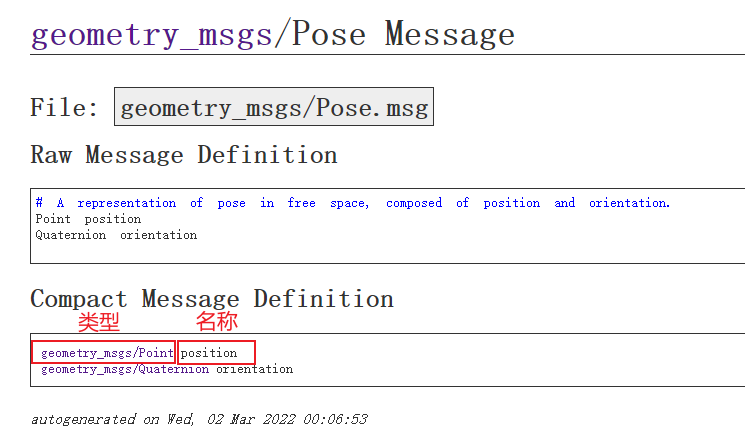 geometry_msgs/Pose Message
File: geometry_msgs/Pose.msg
Raw Message Definition
# A representation of pose in free space, composed of position and orientation.
Point position
Quaternion orientation
Compact Message Definition
类型 名称
geometry_msgs/Point position
geometry_msgs/Quaternion orientation
autogenerated on Wed, 02 Mar 2022 00:06:53